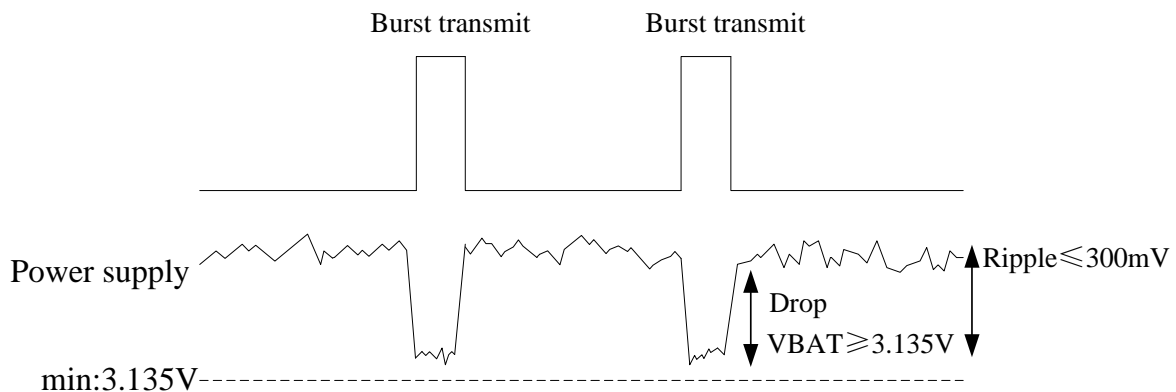 Burst transmit Burst transmit
Power supply
Ripple≤300mV
Drop
VBAT≥3.135V
min:3.135V